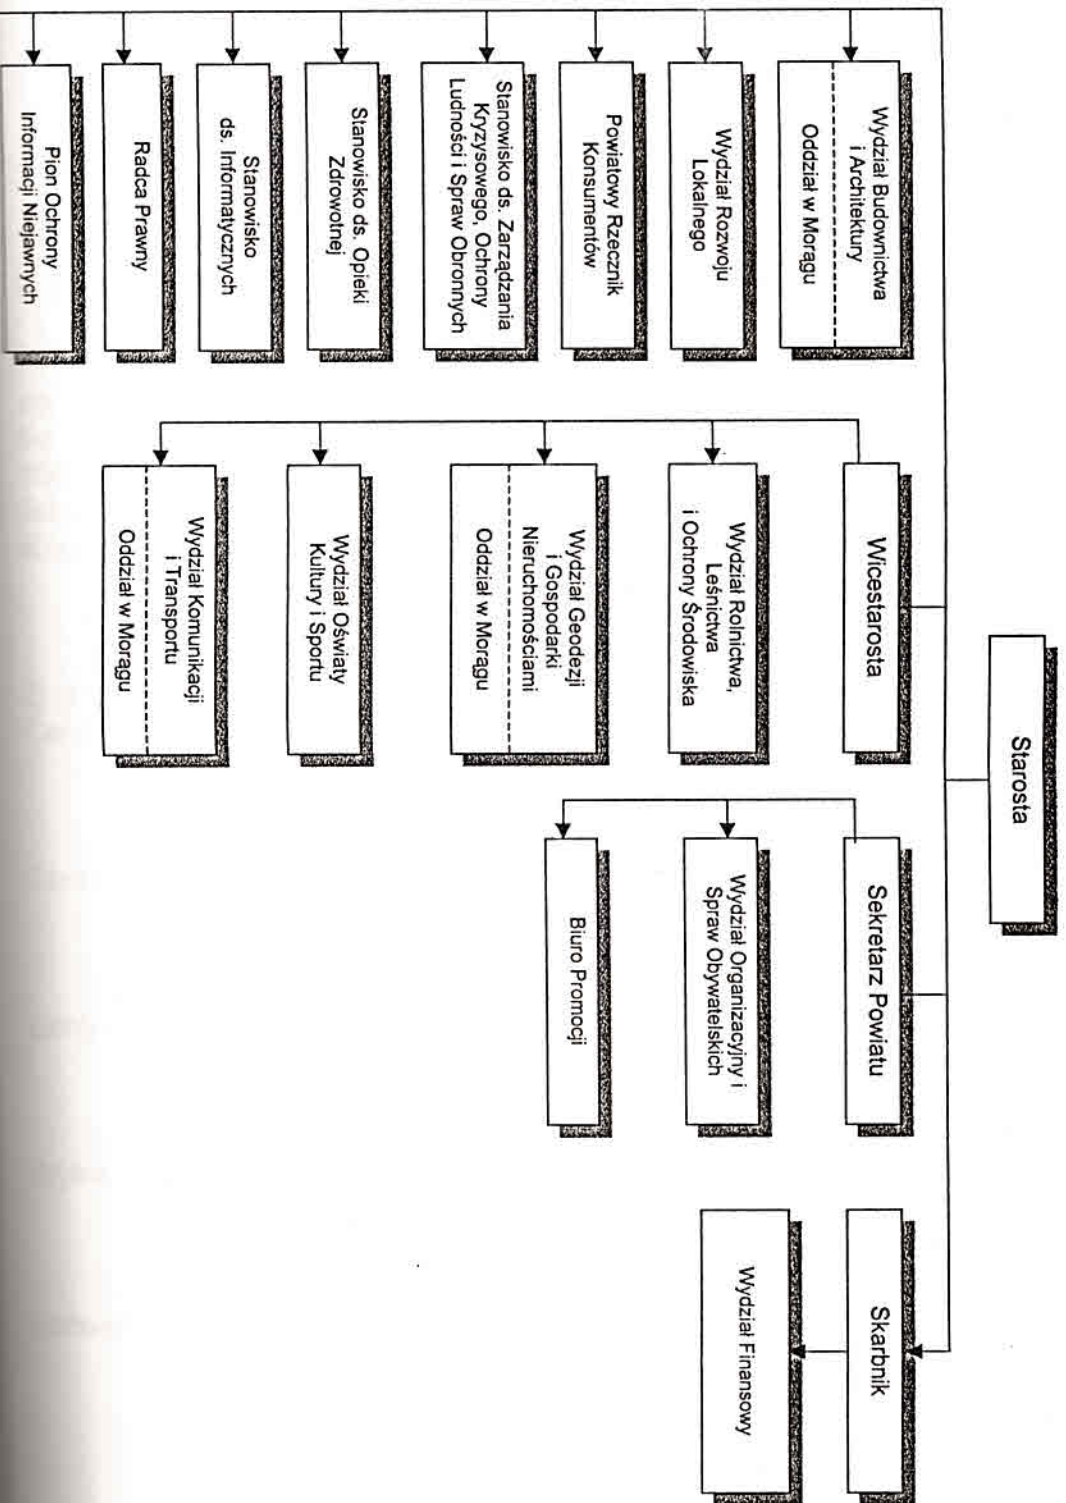 Starosta
Wydział Budownictwa
i Architektury
Oddział w Morągu
Wydział Rozwoju
Lokalnego
Powiatowy Rzecznik
Konsumentów
Stanowisko ds. Zarządzania
Kryzysowego, Ochrony
Ludności i Spraw Obronnych
Stanowisko ds. Opieki
Zdrowotnej
Stanowisko
ds. Informatycznych
Radca Prawny
Pion Ochrony
Informacji Niejawnych
Wicestarosta
Wydział Rolnictwa,
Leśnictwa
i Ochrony Środowiska
Wydział Geodezji
i Gospodarki
Nieruchomościami
Oddział w Morągu
Wydział Oświaty
Kultury i Sportu
Wydział Komunikacji
i Transportu
Oddział w Morągu
Sekretarz Powiatu
Wydział Organizacyjny i
Spraw Obywatelskich
Biuro Promocji
Skarbnik
Wydział Finansowy